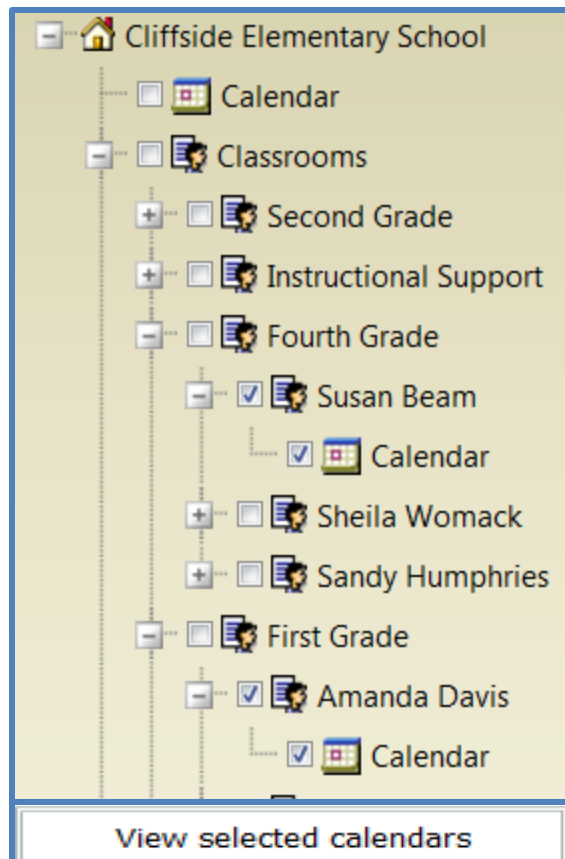 Cliffside Elementary School
Calendar
Classrooms
Second Grade
Instructional Support
Fourth Grade
Susan Beam
Calendar
Sheila Womack
Sandy Humphries
First Grade
Amanda Davis
Calendar
View selected calendars